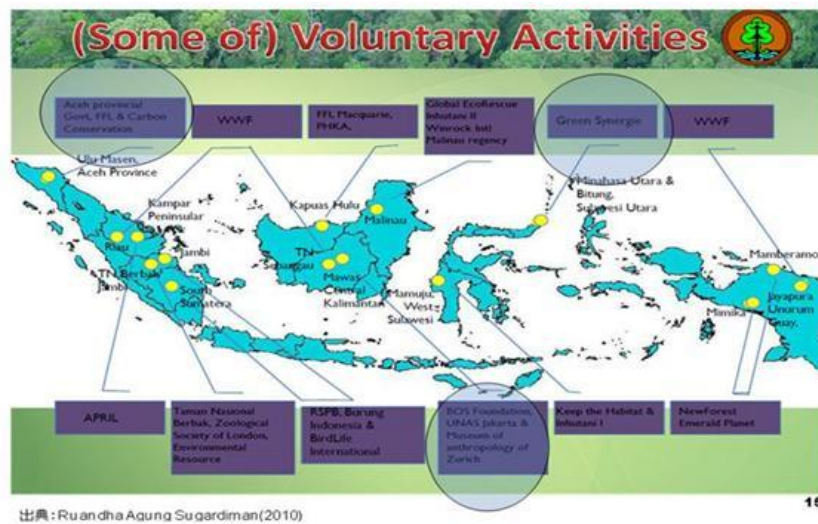 (Some of) Voluntary Activities
Aceh provincial
Govt, FFI, & Carbon
Conservation
WWF
FFI, Macquarie,
PHKA,
Global EcoRescue
Inhutani II
Winrock Intl
Malinau regency
Green Synergie
WWF
Ulu Masen,
Aceh Province
Kampar
Peninsular
Riau
Jambi
TN Berbak
Jambi
South
Sumatera
Kapuas Hulu
Malinau
TN
Sebangau
Mawas
Central
Kalimantan
Minahasa Utara &
Bitung,
Sulawesi Utara
Mamuju,
West
Sulawesi
Mamberamo
Jayapura
Unurum
Guay,
Mimika
APRIL
Taman Nasional
Berbak, Zoological
Society of London,
Environmental
Resource
RSPB, Burung
Indonesia &
BirdLife
International
BOS Foundation,
UNAS Jakarta &
Museum of
anthropology of
Zurich
Keep the Habitat &
Inhutani I
NewForest
Emerald Planet
15
出典:Ruandha Agung Sugardiman(2010)